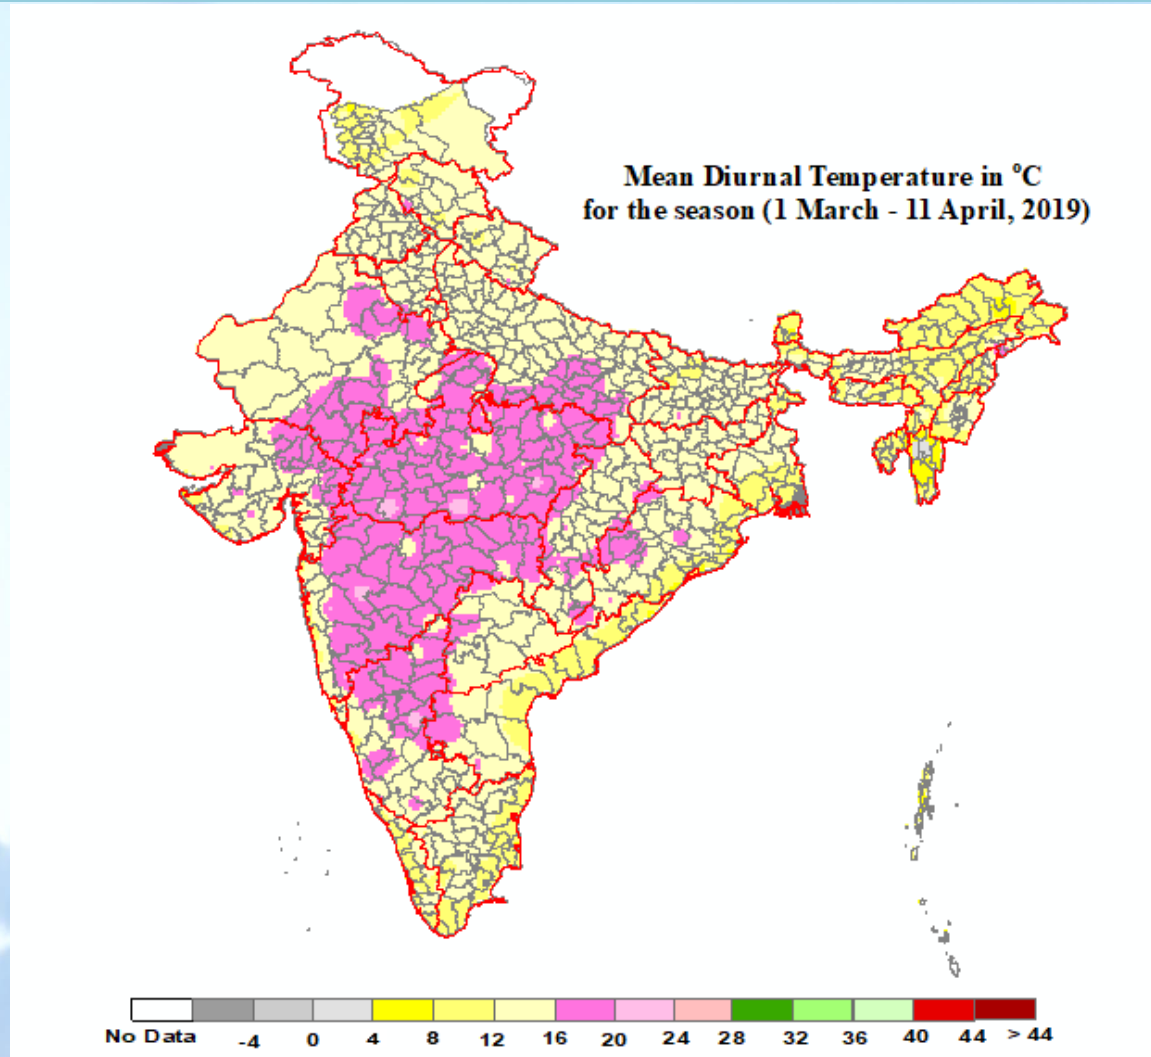 Mean Diurnal Temperature in °C
for the season (1 March - 11 April, 2019)
No Data -4 0 4 8 12 16 20 24 28 32 36 40 44 > 44